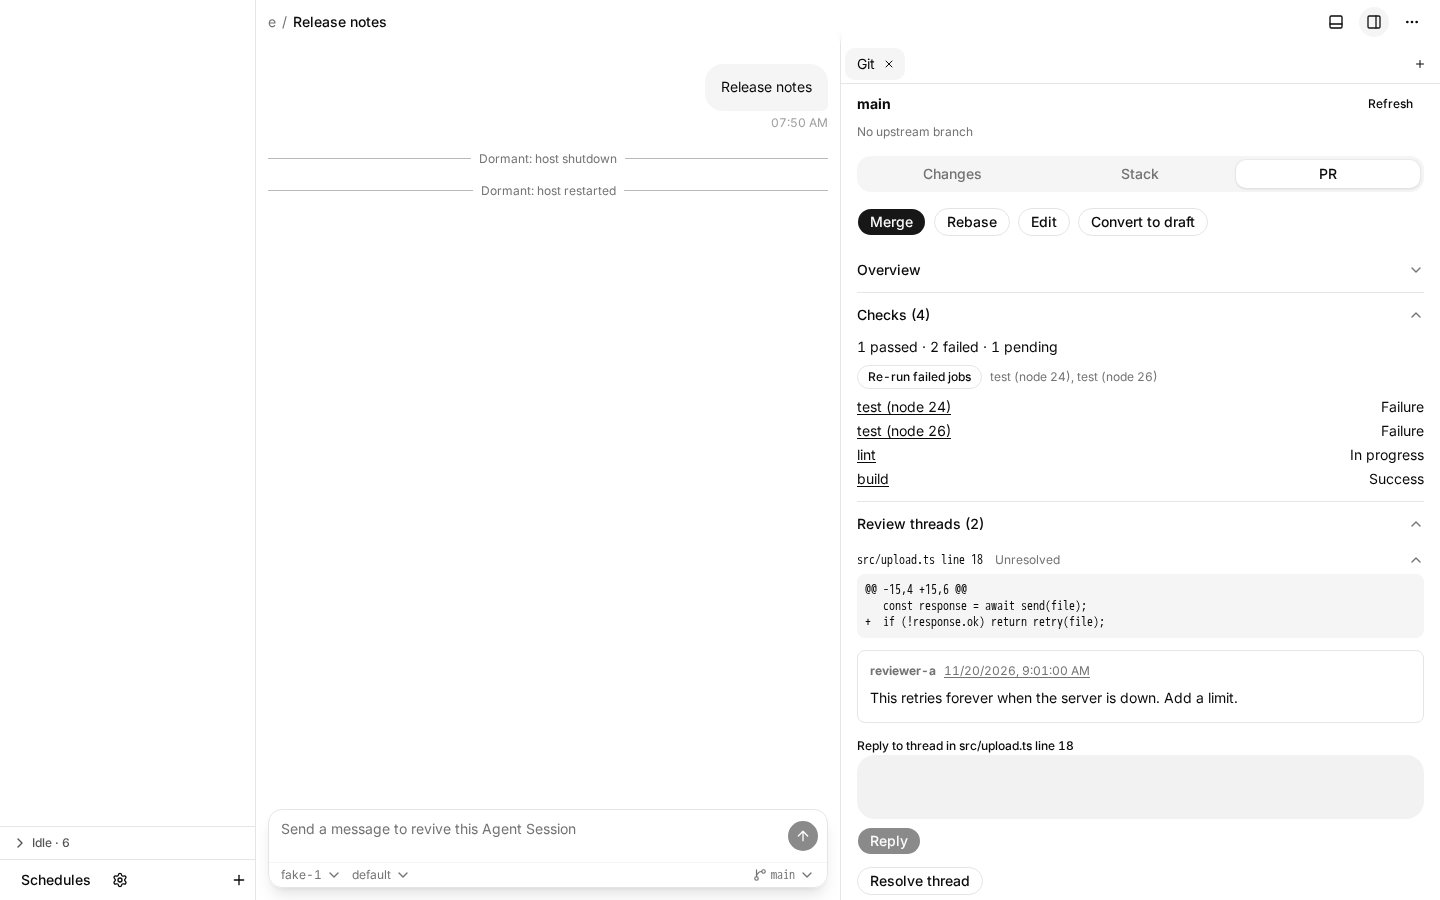 e / Release notes
Release notes
07:50 AM
Dormant: host shutdown
Dormant: host restarted
Send a message to revive this Agent Session
fake-1 default main
Idle · 6
Schedules
Git
main
Refresh
No upstream branch
Changes Stack PR
Merge Rebase Edit Convert to draft
Overview
Checks (4)
1 passed · 2 failed · 1 pending
Re-run failed jobs test (node 24), test (node 26)
test (node 24) Failure
test (node 26) Failure
lint In progress
build Success
Review threads (2)
src/upload.ts line 18 Unresolved
@@ -15,4 +15,6 @@
const response = await send(file);
+ if (!response.ok) return retry(file);
reviewer-a 11/20/2026, 9:01:00 AM
This retries forever when the server is down. Add a limit.
Reply to thread in src/upload.ts line 18
Reply
Resolve thread